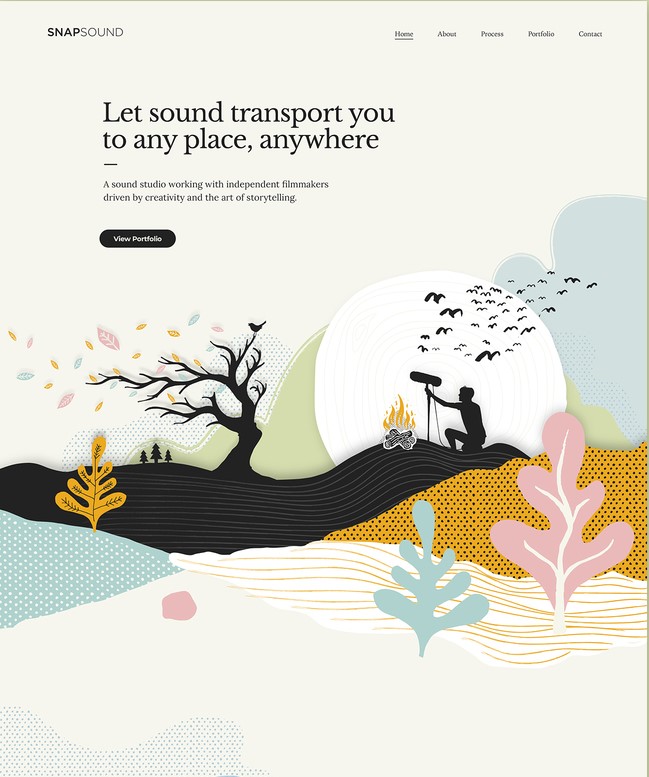 SNAPSOUND
Home
About
Process
Portfolio
Contact
Let sound transport you
to any place, anywhere
A sound studio working with independent filmmakers
driven by creativity and the art of storytelling.
View Portfolio